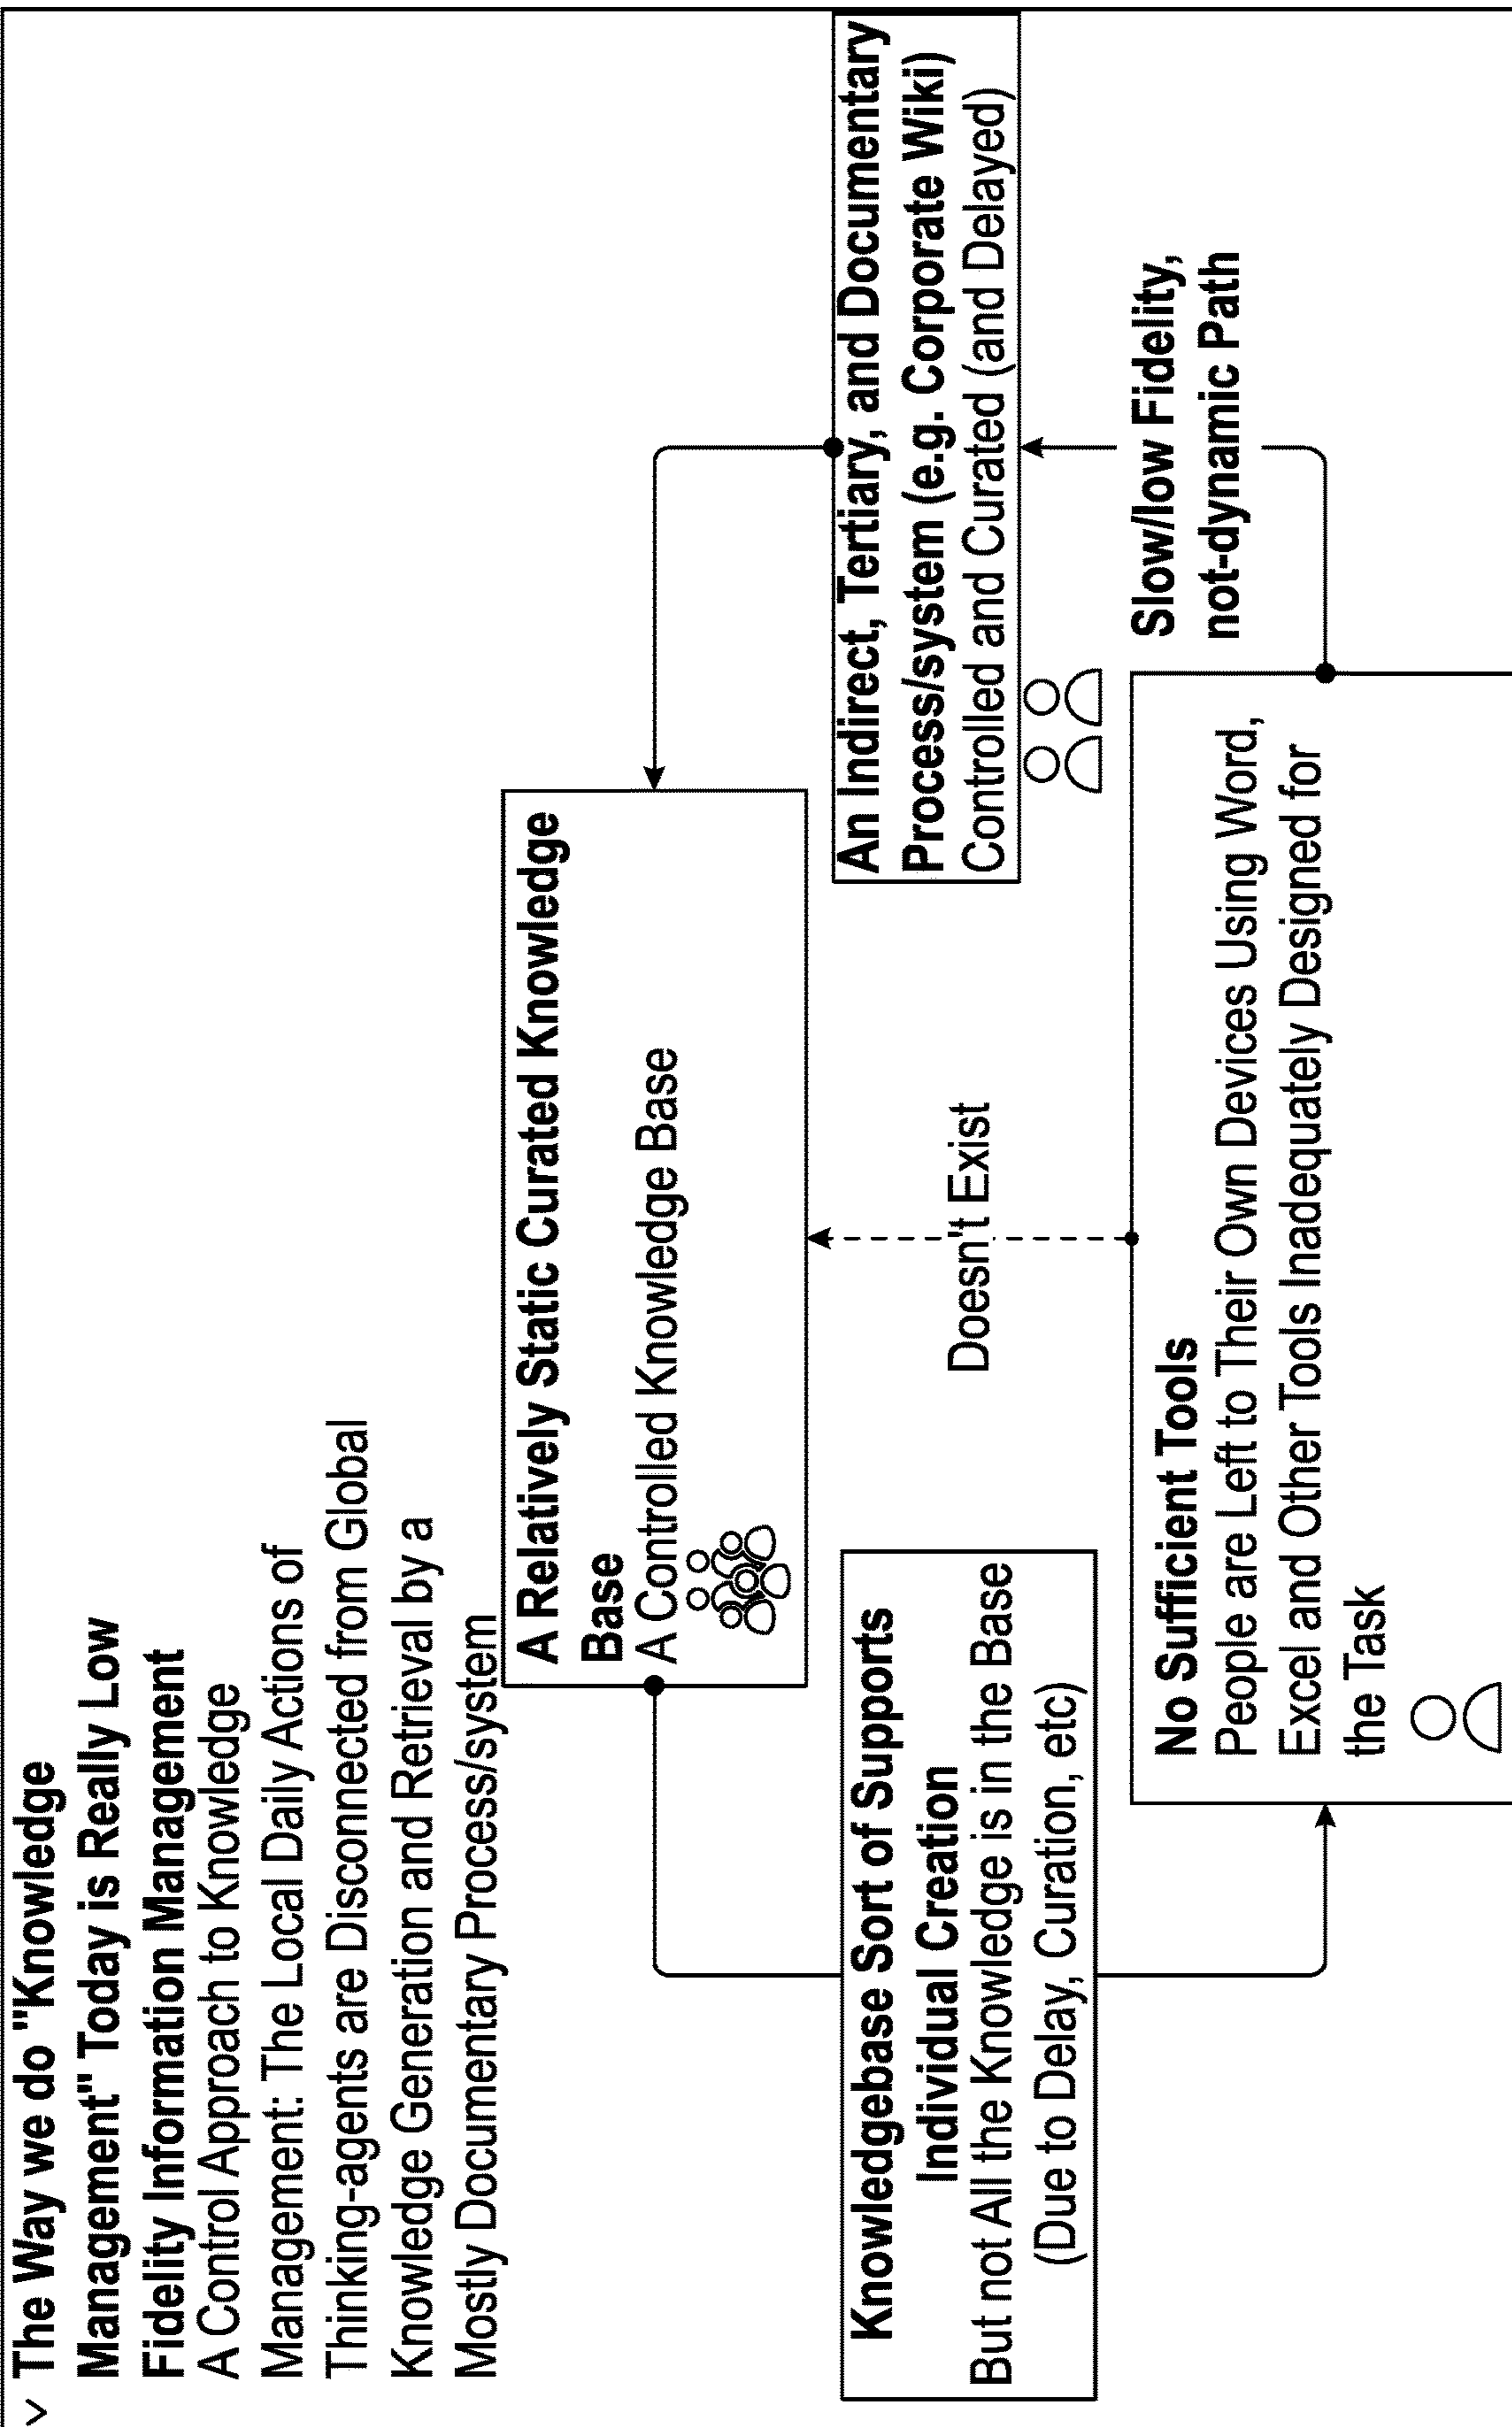 The Way we do "Knowledge
Management" Today is Really Low
Fidelity Information Management
A Control Approach to Knowledge
Management: The Local Daily Actions of
Thinking-agents are Disconnected from Global
Knowledge Generation and Retrieval by a
Mostly Documentary Process/system
A Relatively Static Curated Knowledge
Base
A Controlled Knowledge Base
Knowledgebase Sort of Supports
Individual Creation
But not All the Knowledge is in the Base
(Due to Delay, Curation, etc)
Doesn't Exist
An Indirect, Tertiary, and Documentary
Process/system (e.g. Corporate Wiki)
Controlled and Curated (and Delayed)
Slow/low Fidelity,
not-dynamic Path
No Sufficient Tools
People are Left to Their Own Devices Using Word,
Excel and Other Tools Inadequately Designed for
the Task